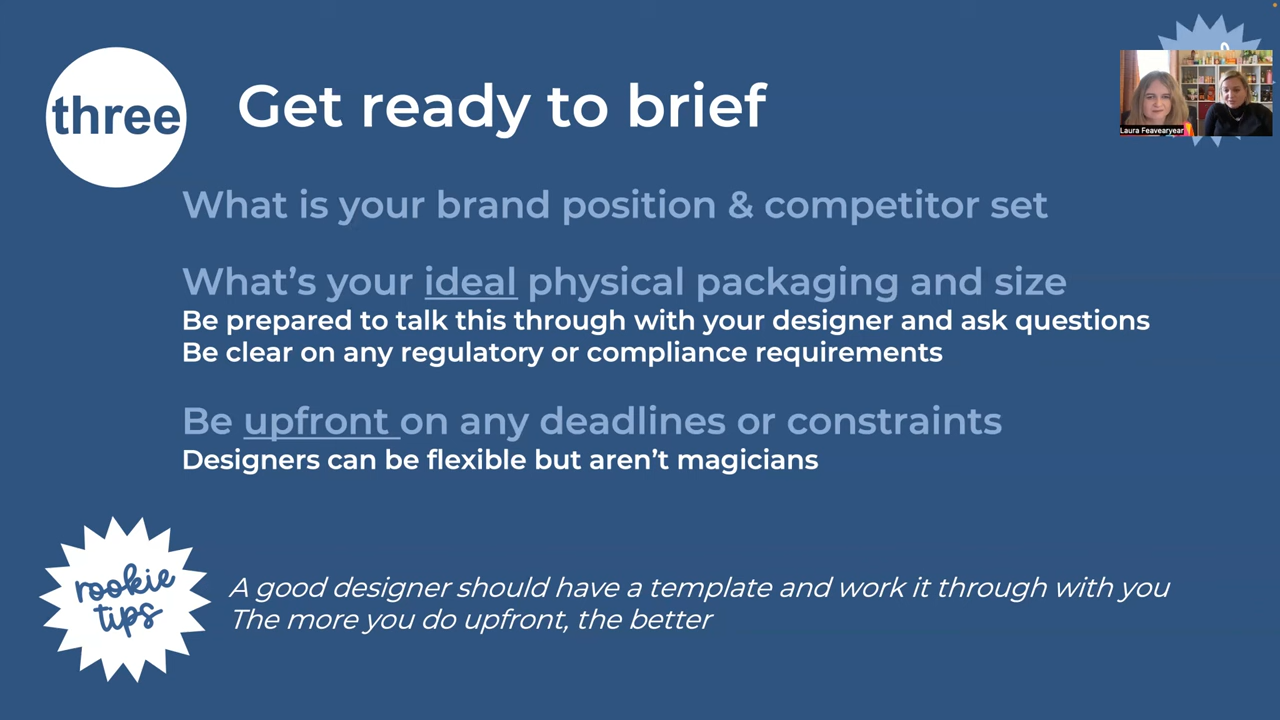 three
Get ready to brief
Laura Feavearyear
What is your brand position & competitor set
What's your ideal physical packaging and size
Be prepared to talk this through with your designer and ask questions
Be clear on any regulatory or compliance requirements
Be upfront on any deadlines or constraints
Designers can be flexible but aren't magicians
rookie
tips
A good designer should have a template and work it through with you
The more you do upfront, the better